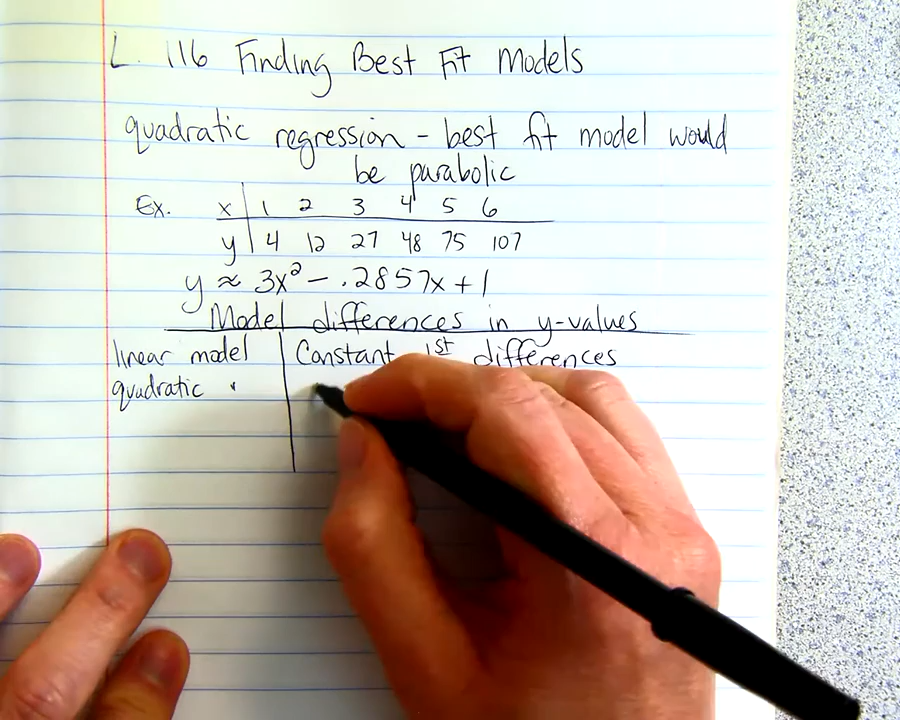 L. 116 Finding Best Fit Models
quadratic regression - best fit model would
be parabolic
Ex. x | 1 2 3 4 5 6
y | 4 12 27 48 75 107
y ≈ 3x² - .2857x + 1
Model differences in y-values
linear model | Constant 1st differences
quadratic "